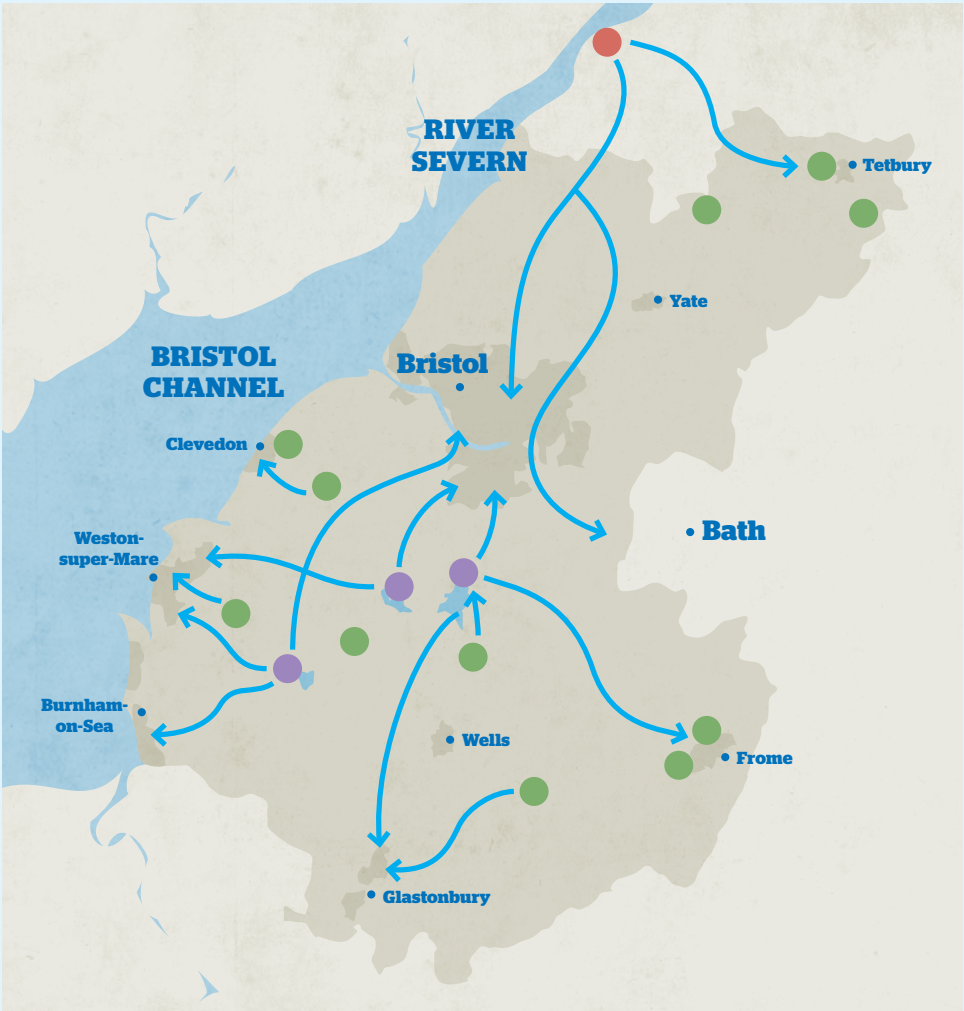 RIVER
SEVERN
Tetbury
Yate
BRISTOL
CHANNEL
Bristol
Clevedon
Bath
Weston-
super-Mare
Burnham-
on-Sea
Wells
Frome
Glastonbury